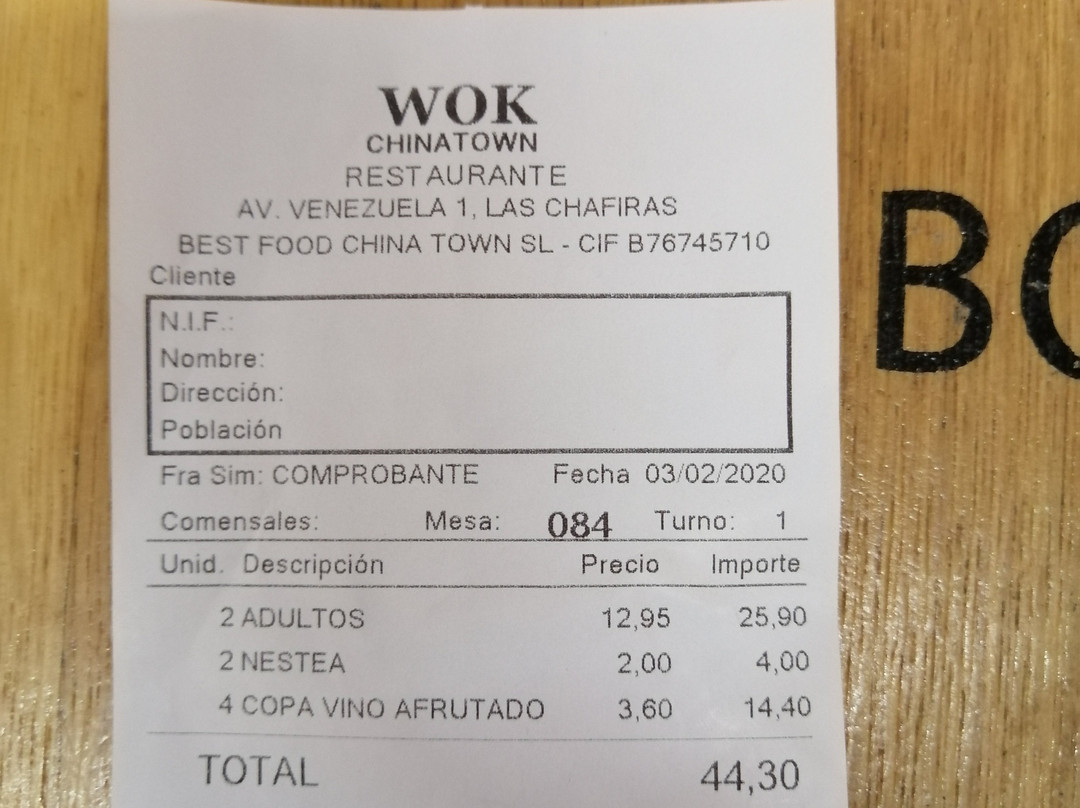 WOK
CHINATOWN
RESTAURANTE
AV. VENEZUELA 1, LAS CHAFIRAS
BEST FOOD CHINA TOWN SL - CIF B76745710
Cliente
N.I.F.:
Nombre:
Dirección:
Población
Fra Sim: COMPROBANTE Fecha 03/02/2020
Comensales: Mesa: 084 Turno: 1
Unid. Descripción Precio Importe
2 ADULTOS 12,95 25,90
2 NESTEA 2,00 4,00
4 COPA VINO AFRUTADO 3,60 14,40
TOTAL 44,30